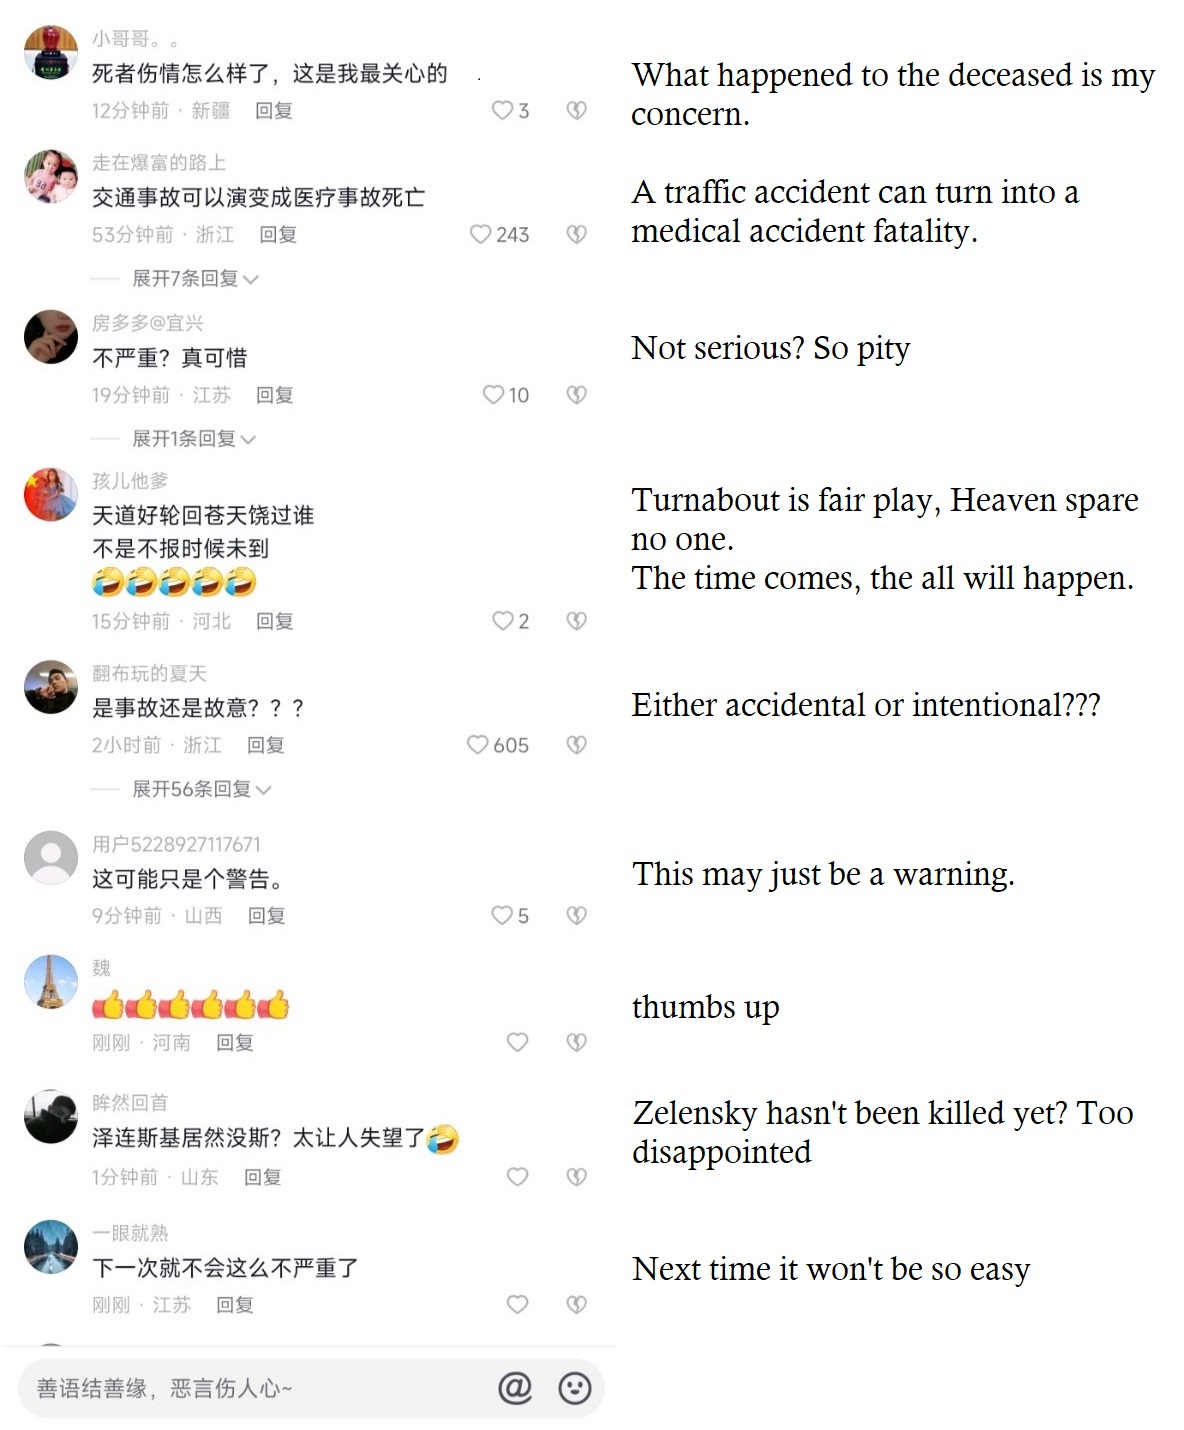 小哥哥。。
死者伤情怎么样了，这是我最关心的
12分钟前 · 新疆 回复 3
What happened to the deceased is my
concern.
走在爆富的路上
交通事故可以演变成医疗事故死亡
53分钟前 · 浙江 回复 243
展开7条回复
A traffic accident can turn into a
medical accident fatality.
房多多@宜兴
不严重？真可惜
19分钟前 · 江苏 回复 10
展开1条回复
Not serious? So pity
孩儿他爹
天道好轮回苍天饶过谁
不是不报时候未到
🤣🤣🤣🤣🤣
15分钟前 · 河北 回复 2
Turnabout is fair play, Heaven spare
no one.
The time comes, the all will happen.
翻布玩的夏天
是事故还是故意？？？
2小时前 · 浙江 回复 605
展开56条回复
Either accidental or intentional???
用户5228927117671
这可能只是个警告。
9分钟前 · 山西 回复 5
This may just be a warning.
魏
👍👍👍👍👍👍
刚刚 · 河南 回复
thumbs up
眸然回首
泽连斯基居然没斯？太让人失望了🤣
1分钟前 · 山东 回复
Zelensky hasn't been killed yet? Too
disappointed
一眼就熟
下一次就不会这么不严重了
刚刚 · 江苏 回复
Next time it won't be so easy
善语结善缘，恶言伤人心~